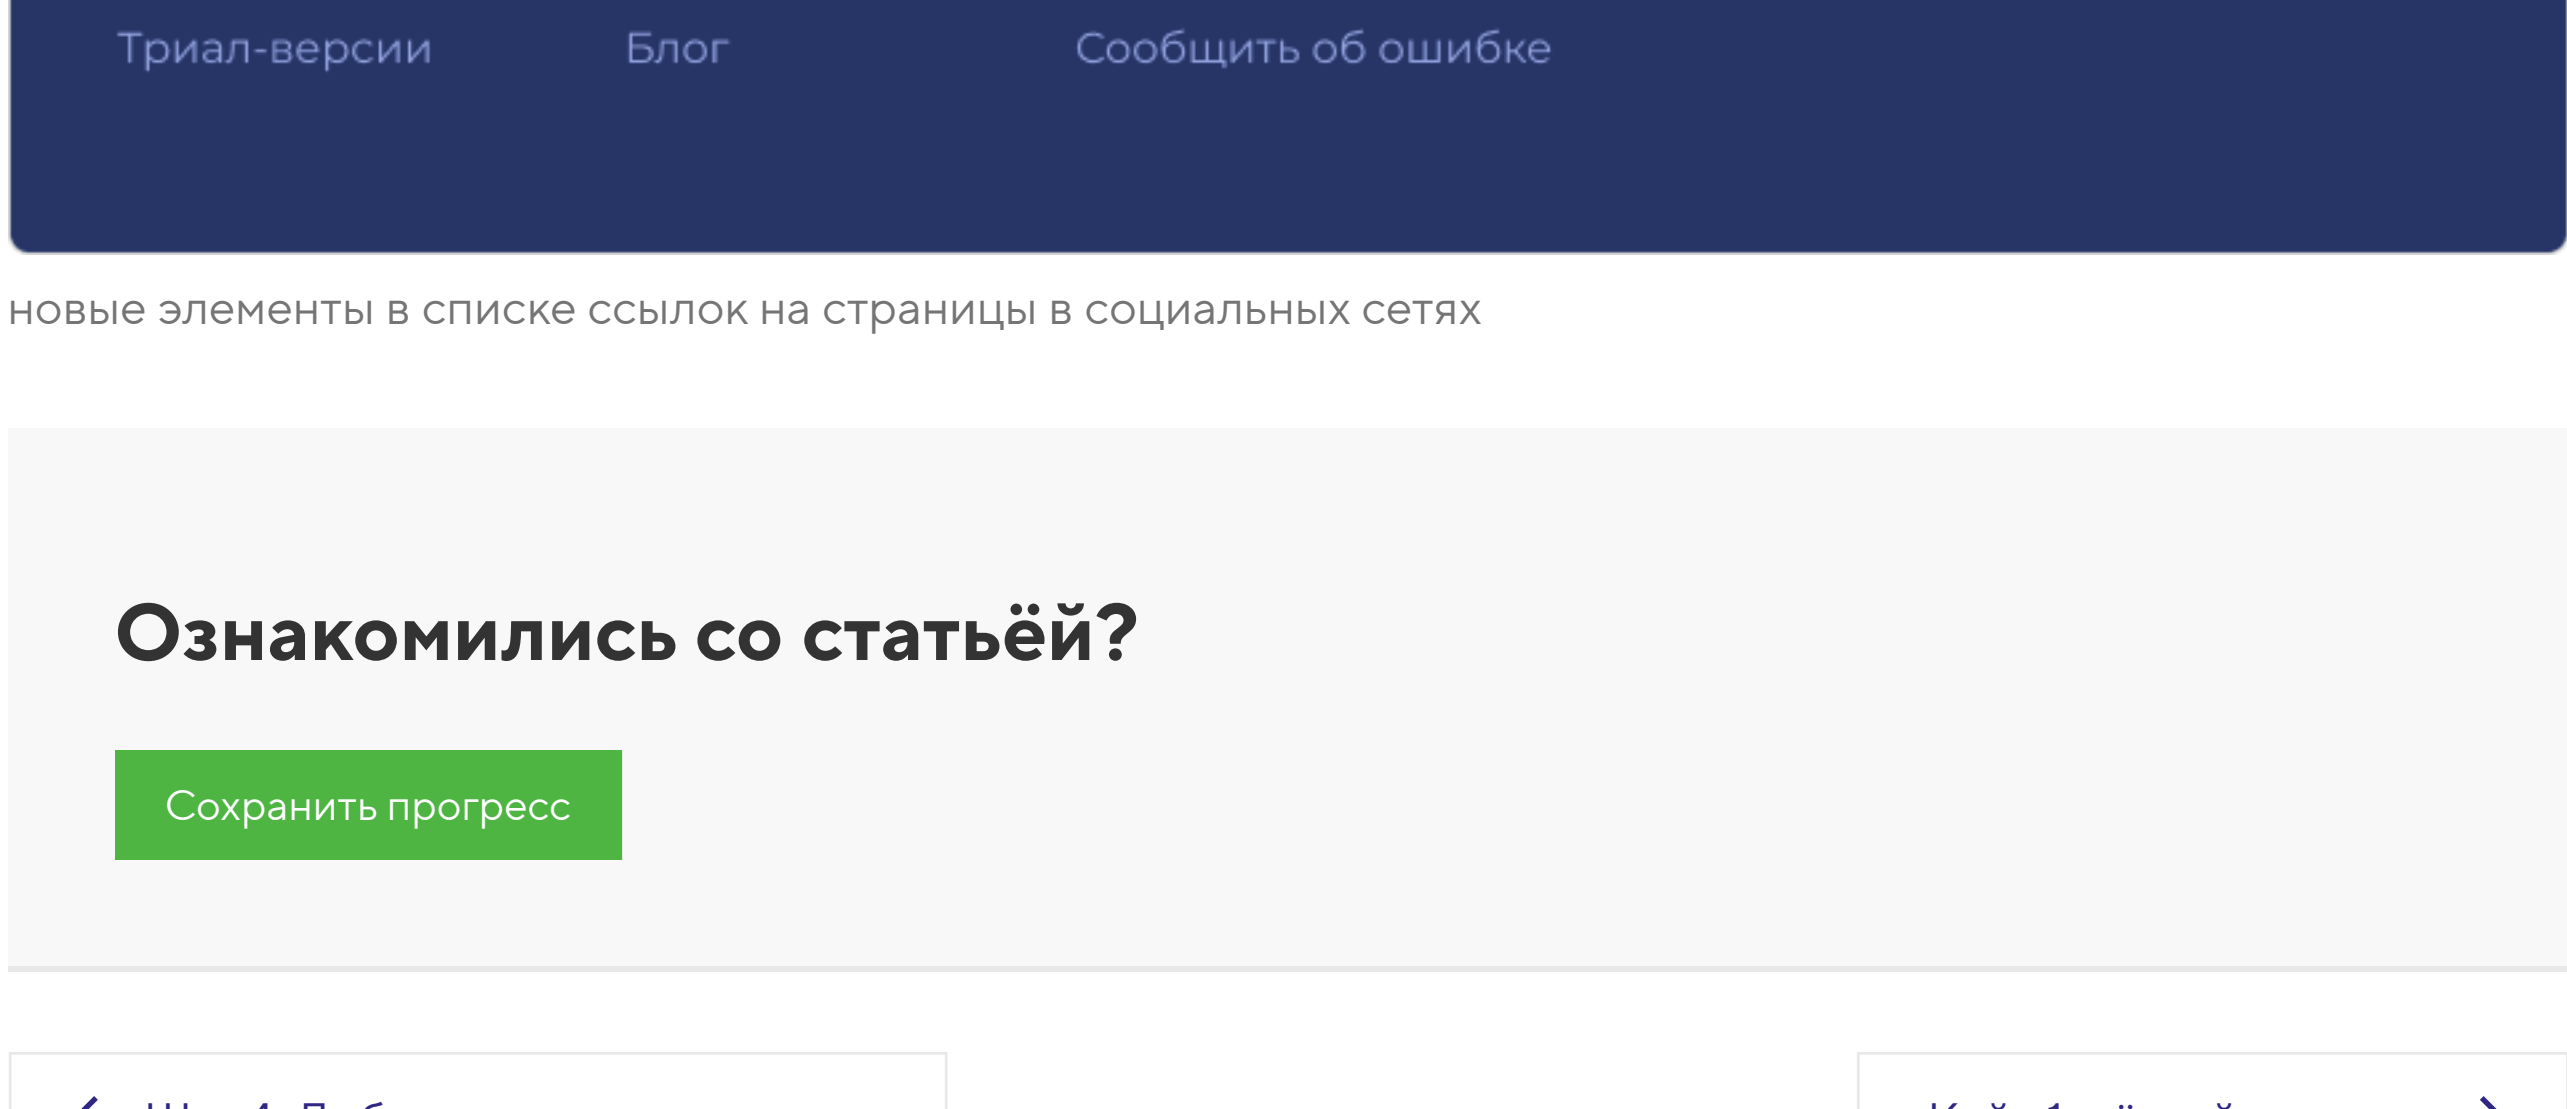 Триал-версии Блог Сообщить об ошибке
новые элементы в списке ссылок на страницы в социальных сетях
Ознакомились со статьёй?
Сохранить прогресс